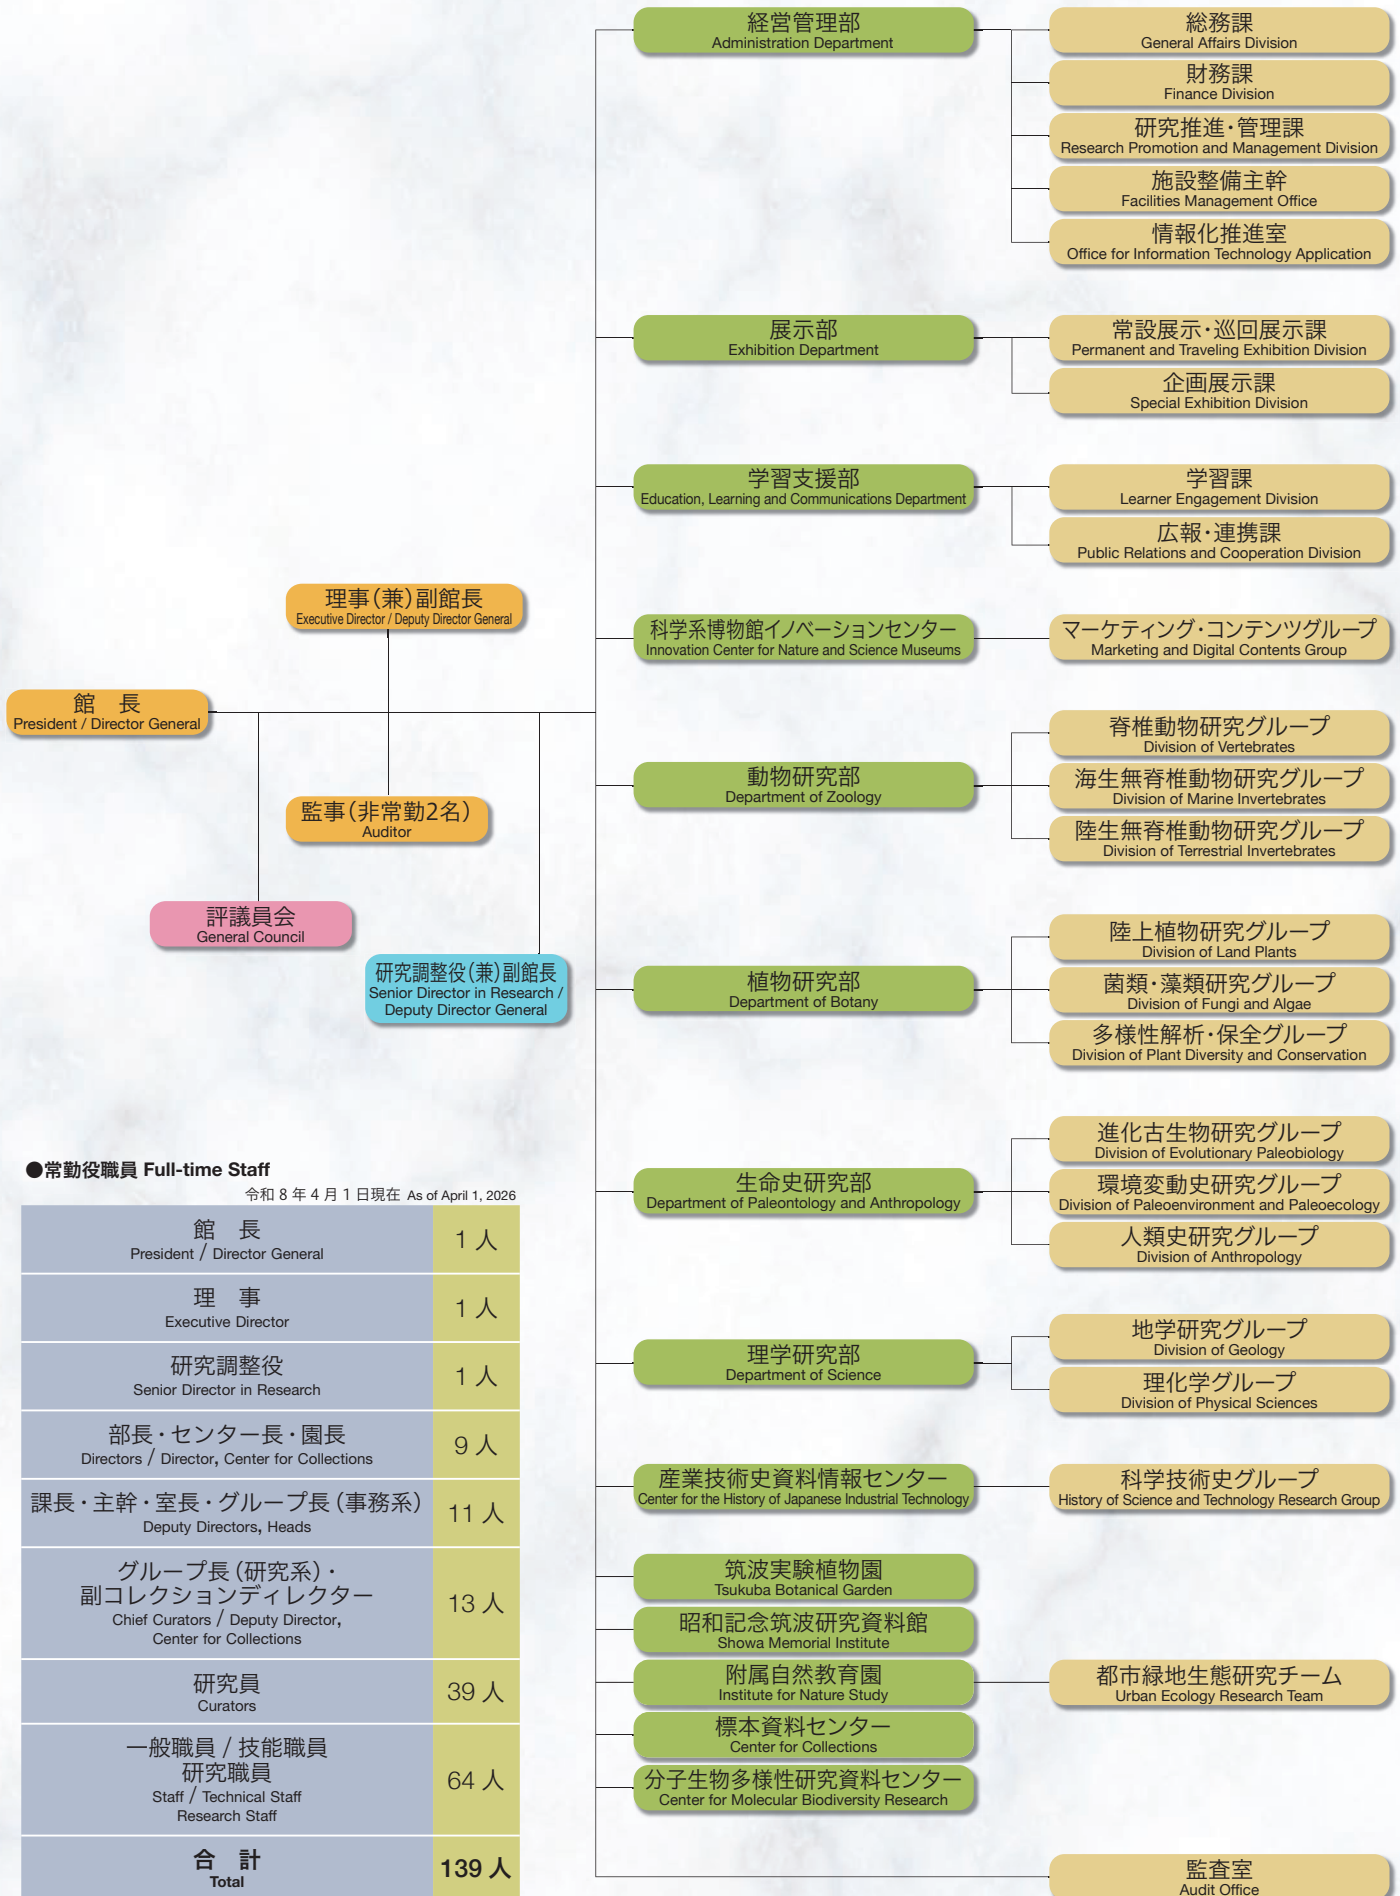 経営管理部
Administration Department
総務課
General Affairs Division
財務課
Finance Division
研究推進・管理課
Research Promotion and Management Division
施設整備主幹
Facilities Management Office
情報化推進室
Office for Information Technology Application
展示部
Exhibition Department
常設展示・巡回展示課
Permanent and Traveling Exhibition Division
企画展示課
Special Exhibition Division
学習支援部
Education, Learning and Communications Department
学習課
Learner Engagement Division
広報・連携課
Public Relations and Cooperation Division
理事(兼)副館長
Executive Director / Deputy Director General
科学系博物館イノベーションセンター
Innovation Center for Nature and Science Museums
マーケティング・コンテンツグループ
Marketing and Digital Contents Group
館　長
President / Director General
監事(非常勤2名)
Auditor
評議員会
General Council
研究調整役(兼)副館長
Senior Director in Research /
Deputy Director General
動物研究部
Department of Zoology
脊椎動物研究グループ
Division of Vertebrates
海生無脊椎動物研究グループ
Division of Marine Invertebrates
陸生無脊椎動物研究グループ
Division of Terrestrial Invertebrates
植物研究部
Department of Botany
陸上植物研究グループ
Division of Land Plants
菌類・藻類研究グループ
Division of Fungi and Algae
多様性解析・保全グループ
Division of Plant Diversity and Conservation
生命史研究部
Department of Paleontology and Anthropology
進化古生物研究グループ
Division of Evolutionary Paleobiology
環境変動史研究グループ
Division of Paleoenvironment and Paleoecology
人類史研究グループ
Division of Anthropology
理学研究部
Department of Science
地学研究グループ
Division of Geology
理化学グループ
Division of Physical Sciences
産業技術史資料情報センター
Center for the History of Japanese Industrial Technology
科学技術史グループ
History of Science and Technology Research Group
筑波実験植物園
Tsukuba Botanical Garden
昭和記念筑波研究資料館
Showa Memorial Institute
附属自然教育園
Institute for Nature Study
都市緑地生態研究チーム
Urban Ecology Research Team
標本資料センター
Center for Collections
分子生物多様性研究資料センター
Center for Molecular Biodiversity Research
監査室
Audit Office
●常勤役職員 Full-time Staff
令和 8 年 4 月 1 日現在 As of April 1, 2026
館　長
President / Director General
1 人
理　事
Executive Director
1 人
研究調整役
Senior Director in Research
1 人
部長・センター長・園長
Directors / Director, Center for Collections
9 人
課長・主幹・室長・グループ長（事務系）
Deputy Directors, Heads
11 人
グループ長（研究系）・
副コレクションディレクター
Chief Curators / Deputy Director,
Center for Collections
13 人
研究員
Curators
39 人
一般職員 / 技能職員
研究職員
Staff / Technical Staff
Research Staff
64 人
合　計
Total
139 人